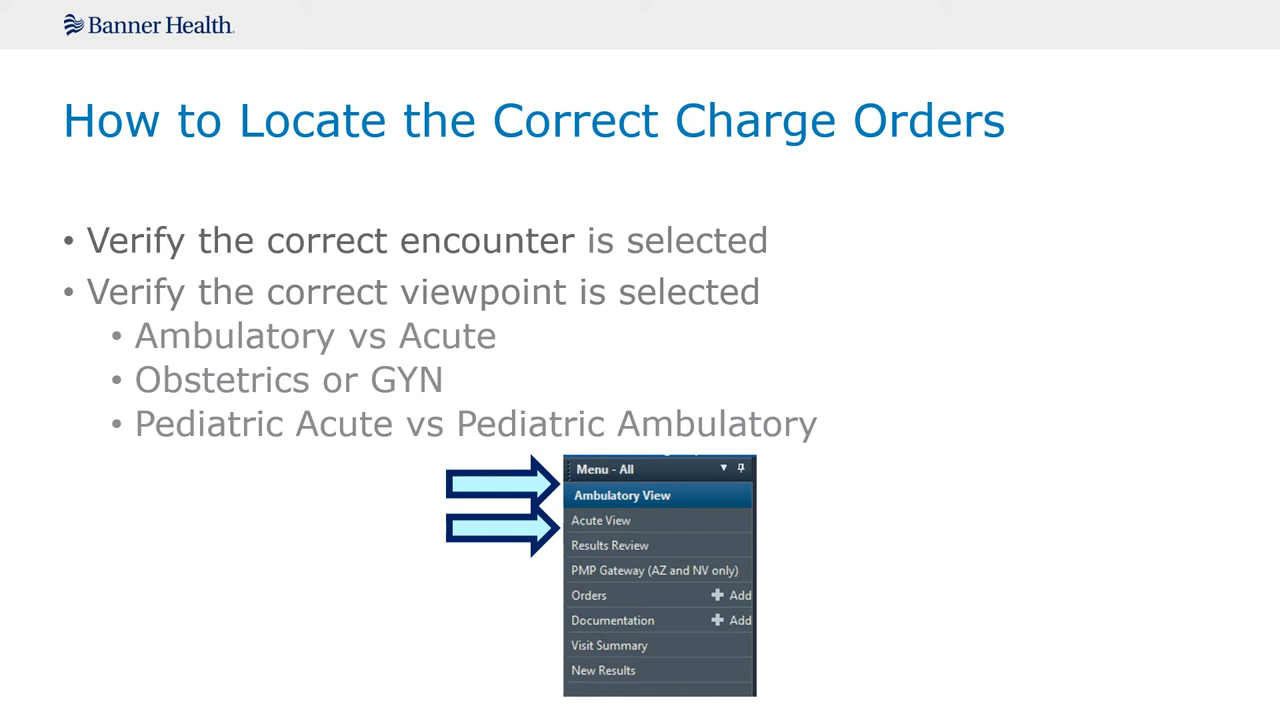 Banner Health
How to Locate the Correct Charge Orders
• Verify the correct encounter is selected
• Verify the correct viewpoint is selected
• Ambulatory vs Acute
• Obstetrics or GYN
• Pediatric Acute vs Pediatric Ambulatory
Menu - All
Ambulatory View
Acute View
Results Review
PMP Gateway (AZ and NV only)
Orders + Add
Documentation + Add
Visit Summary
New Results